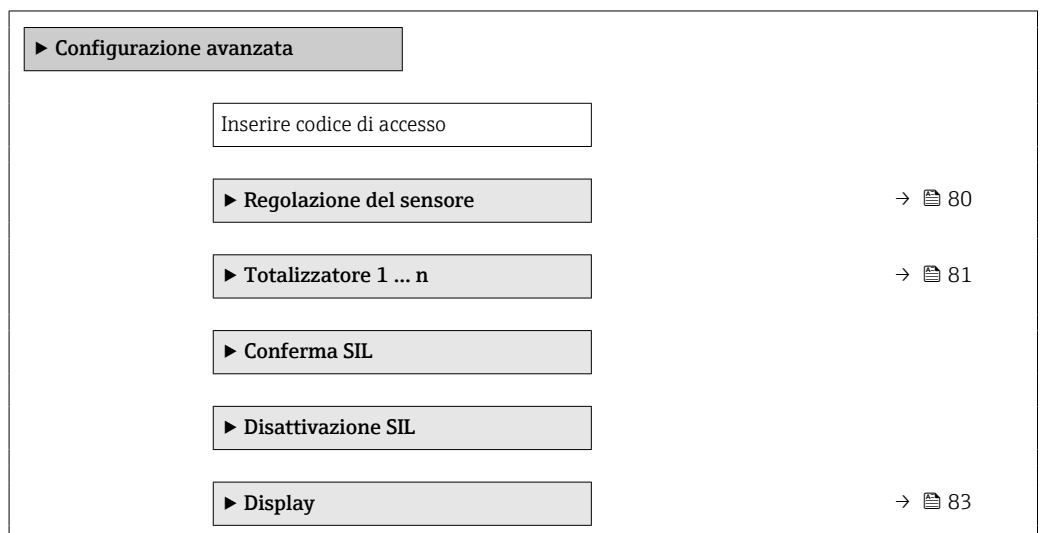 ▶ Configurazione avanzata
Inserire codice di accesso
▶ Regolazione del sensore → 80
▶ Totalizzatore 1 ... n → 81
▶ Conferma SIL
▶ Disattivazione SIL
▶ Display → 83